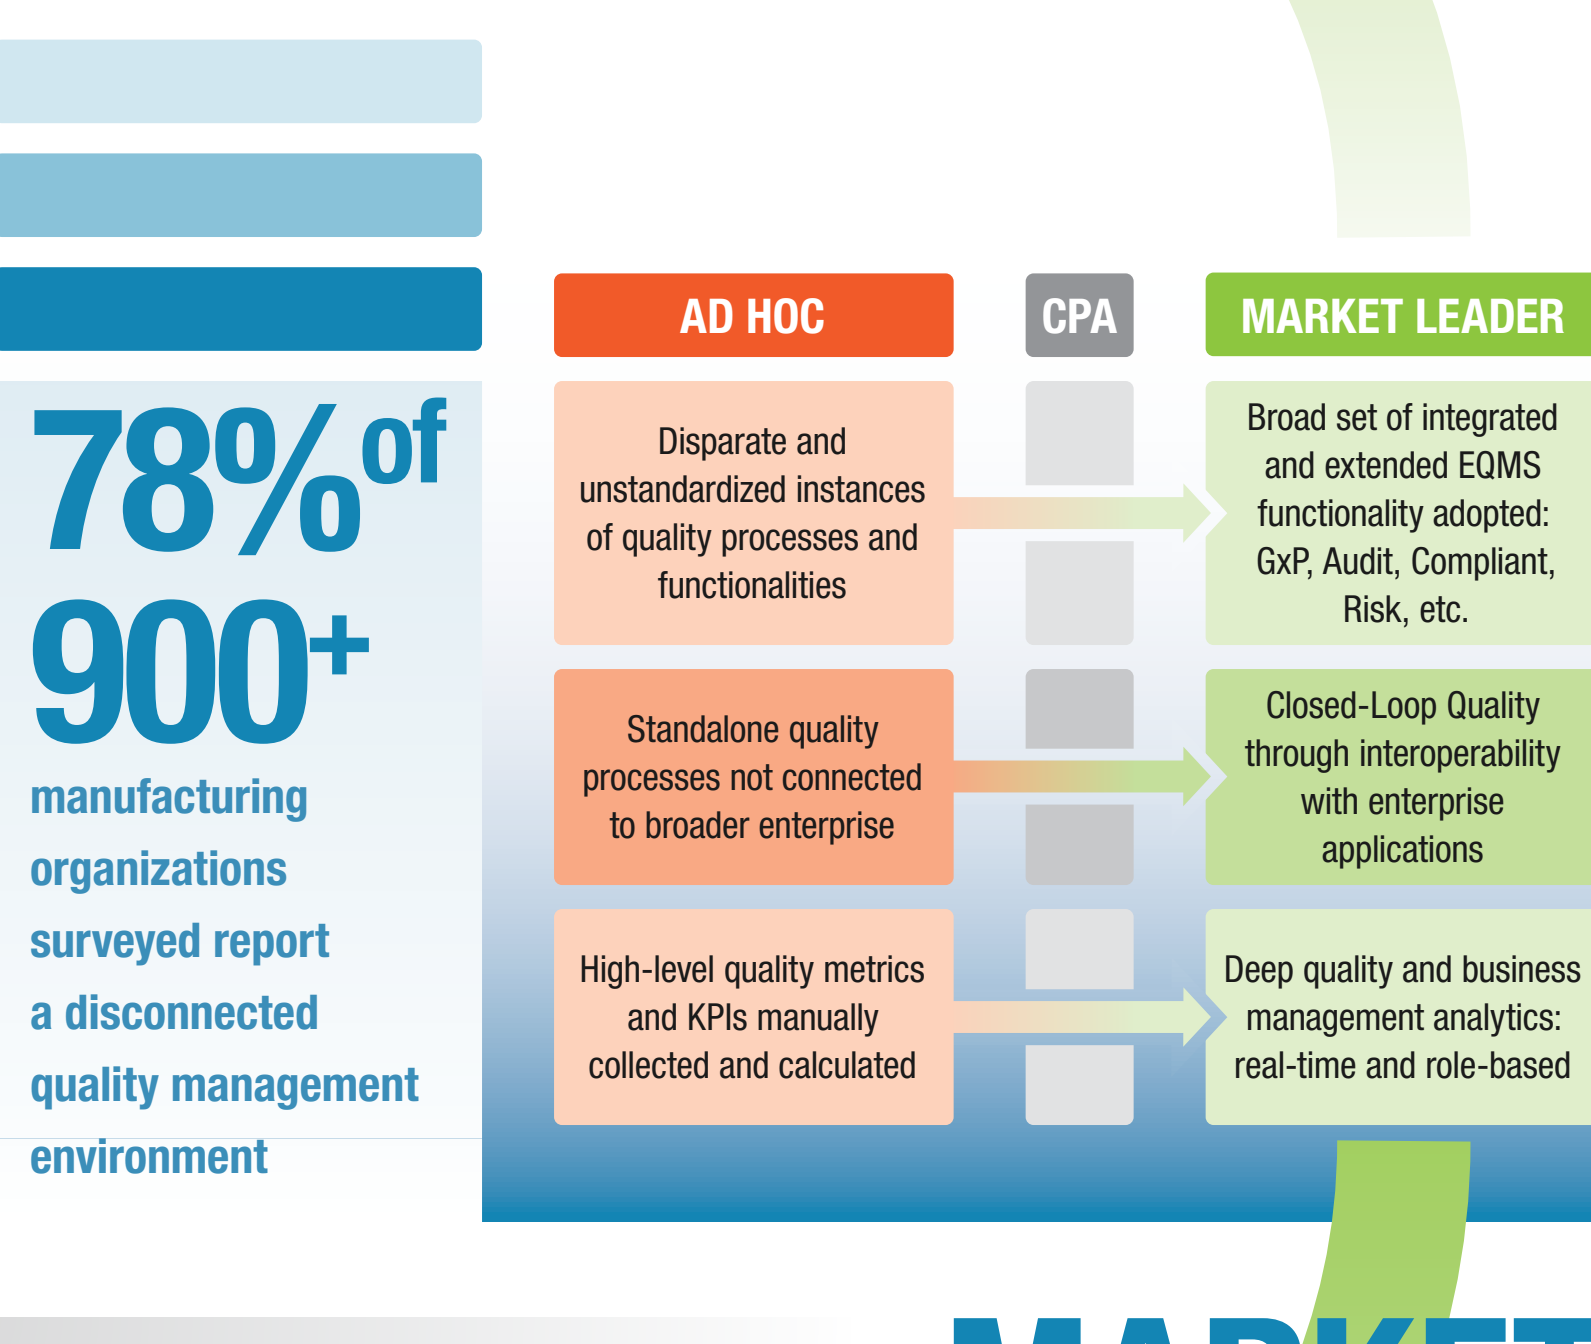 78% of
900+
manufacturing
organizations
surveyed report
a disconnected
quality management
environment
AD HOC
CPA
MARKET LEADER
Disparate and
unstandardized instances
of quality processes and
functionalities
Broad set of integrated
and extended EQMS
functionality adopted:
GxP, Audit, Compliant,
Risk, etc.
Standalone quality
processes not connected
to broader enterprise
Closed-Loop Quality
through interoperability
with enterprise
applications
High-level quality metrics
and KPIs manually
collected and calculated
Deep quality and business
management analytics:
real-time and role-based
MARKET